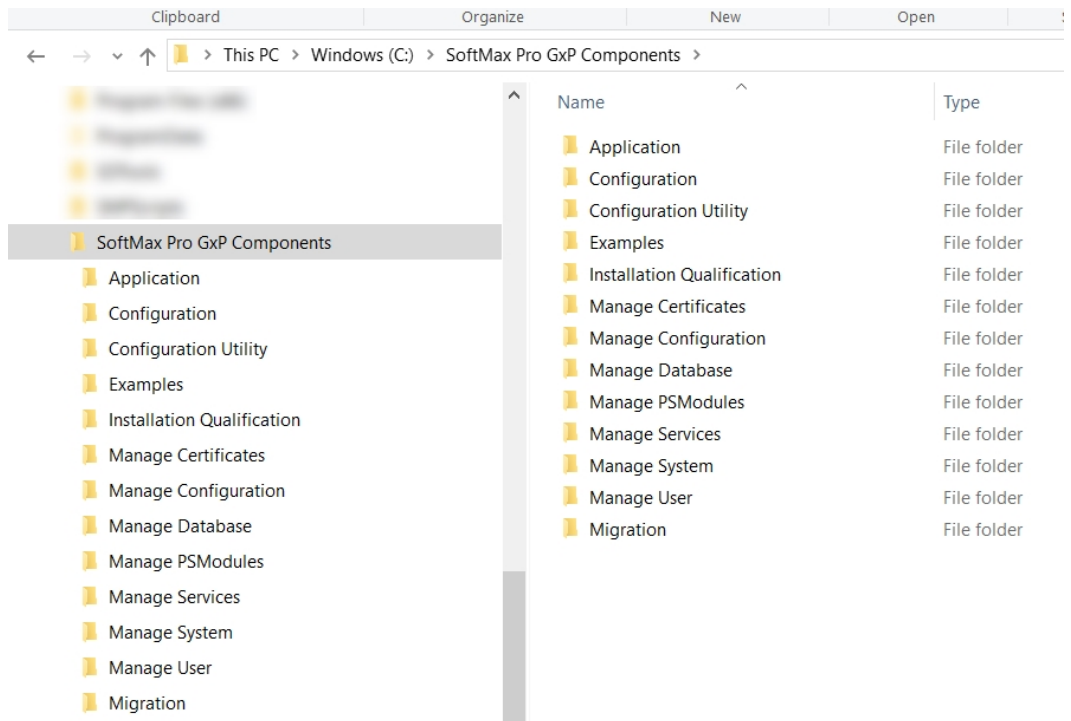 Clipboard Organize New Open
This PC > Windows (C:) > SoftMax Pro GxP Components >
SoftMax Pro GxP Components
Application
Configuration
Configuration Utility
Examples
Installation Qualification
Manage Certificates
Manage Configuration
Manage Database
Manage PSModules
Manage Services
Manage System
Manage User
Migration
Name Type
Application File folder
Configuration File folder
Configuration Utility File folder
Examples File folder
Installation Qualification File folder
Manage Certificates File folder
Manage Configuration File folder
Manage Database File folder
Manage PSModules File folder
Manage Services File folder
Manage System File folder
Manage User File folder
Migration File folder